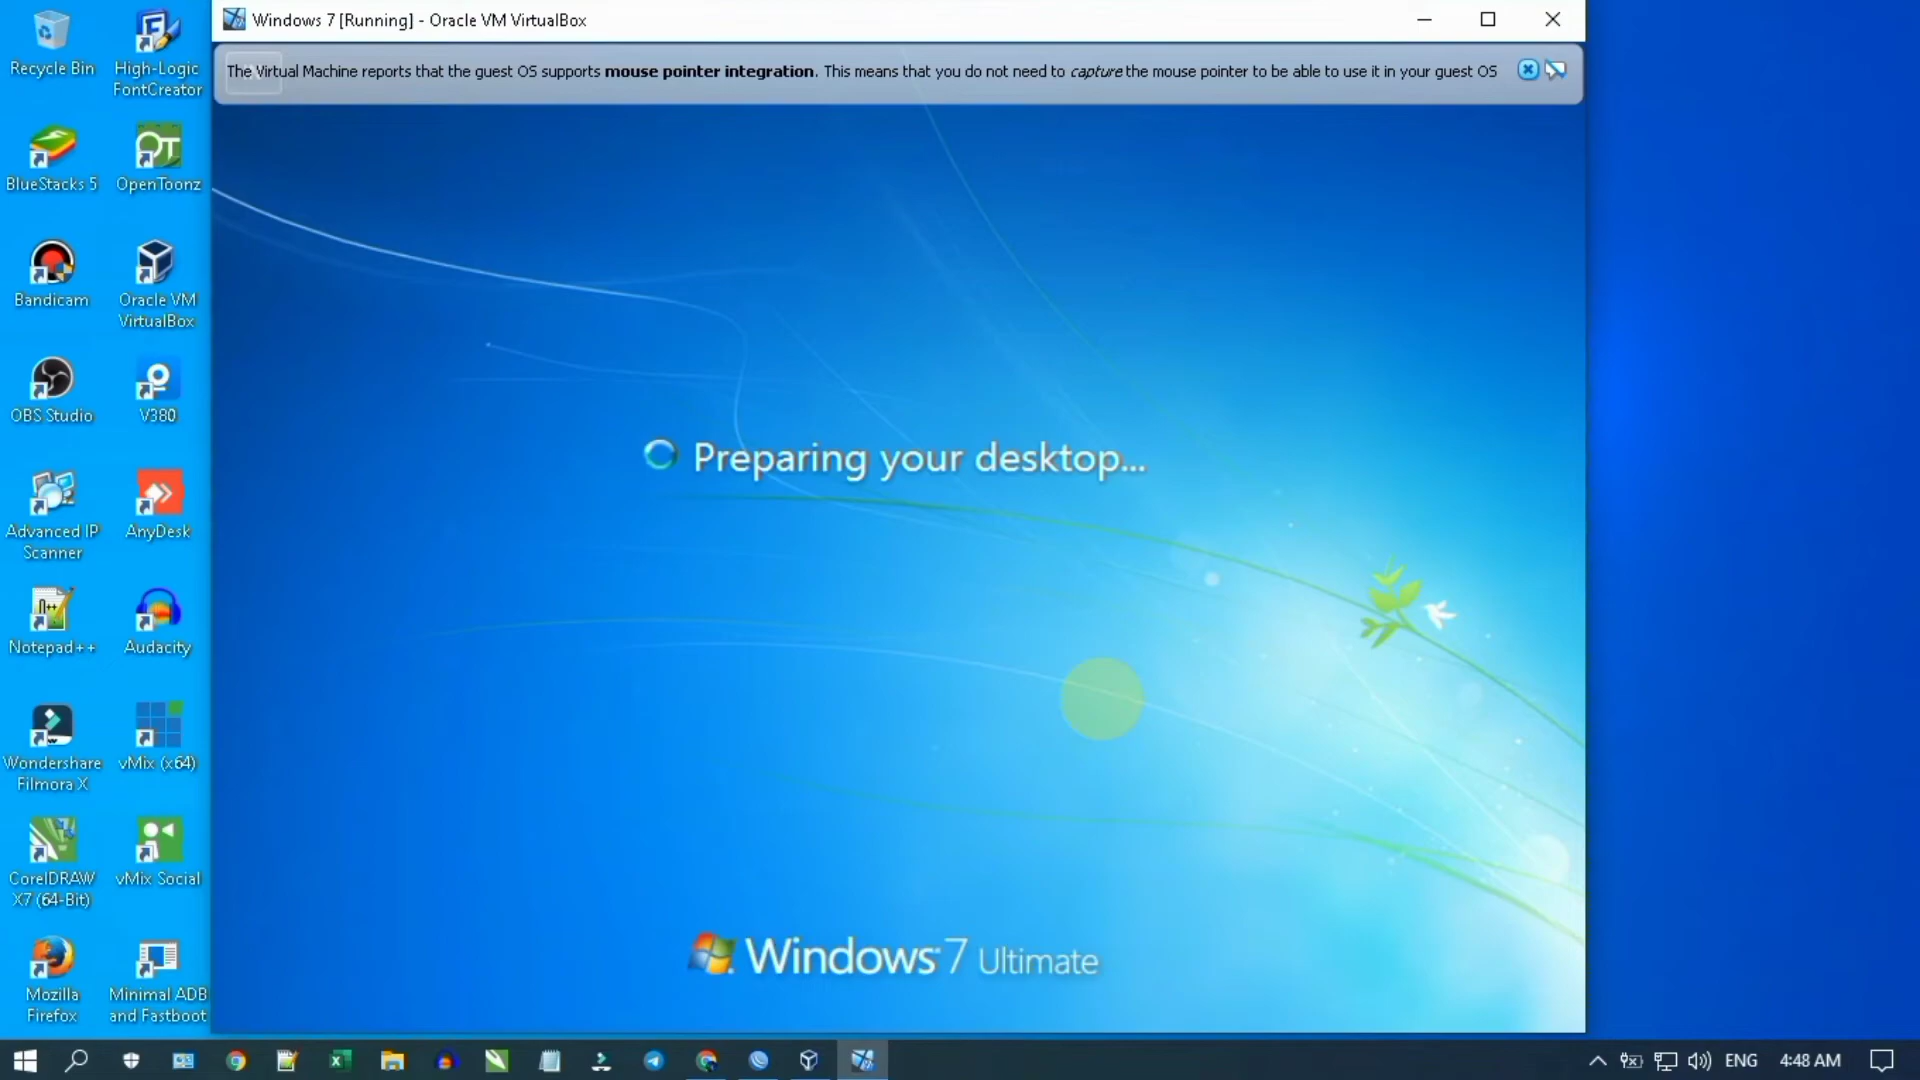 Windows 7 [Running] - Oracle VM VirtualBox
The Virtual Machine reports that the guest OS supports mouse pointer integration. This means that you do not need to capture the mouse pointer to be able to use it in your guest OS
Recycle Bin
High-Logic
FontCreator
BlueStacks 5
OpenToonz
Bandicam
Oracle VM
VirtualBox
OBS Studio
V380
Advanced IP
Scanner
AnyDesk
Notepad++
Audacity
Wondershare
Filmora X
vMix (x64)
CorelDRAW
X7 (64-Bit)
vMix Social
Mozilla
Firefox
Minimal ADB
and Fastboot
Preparing your desktop...
Windows 7 Ultimate
ENG
4:48 AM